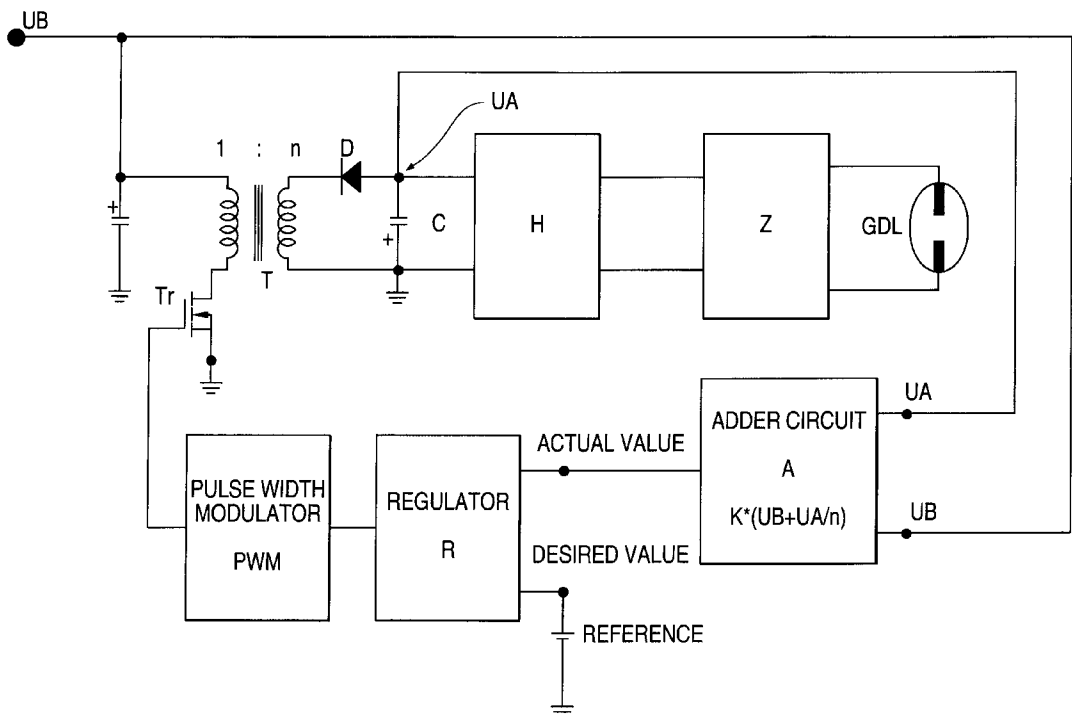 UB
UA
1 : n
D
+
T
+
C
H
Z
GDL
Tr
PULSE WIDTH
MODULATOR
PWM
REGULATOR
R
ACTUAL VALUE
DESIRED VALUE
REFERENCE
ADDER CIRCUIT
A
K*(UB+UA/n)
UA
UB